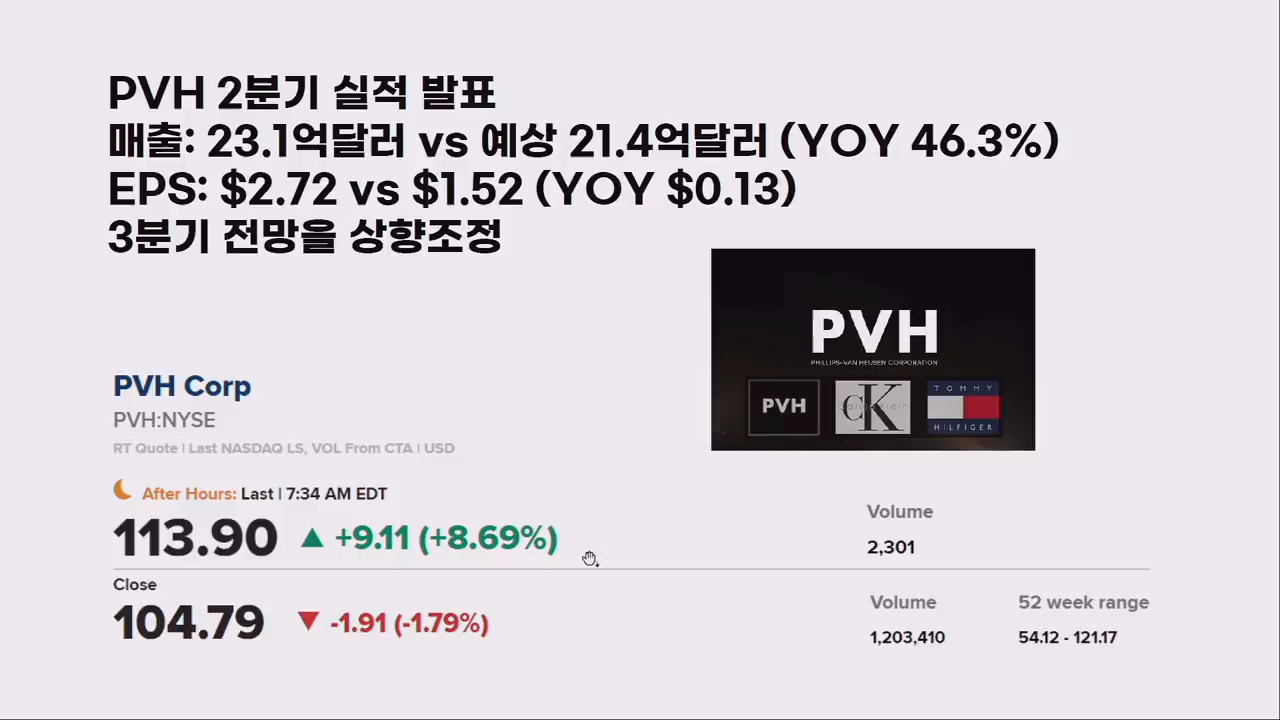 PVH 2분기 실적 발표
매출: 23.1억달러 vs 예상 21.4억달러 (YOY 46.3%)
EPS: $2.72 vs $1.52 (YOY $0.13)
3분기 전망을 상향조정
PVH
PHILLIPS-VAN HEUSEN CORPORATION
PVH
CK
Calvin Klein
TOMMY
HILFIGER
PVH Corp
PVH:NYSE
RT Quote | Last NASDAQ LS, VOL From CTA | USD
After Hours: Last | 7:34 AM EDT
113.90 ▲ +9.11 (+8.69%)
Volume
2,301
Close
104.79 ▼ -1.91 (-1.79%)
Volume
1,203,410
52 week range
54.12 - 121.17